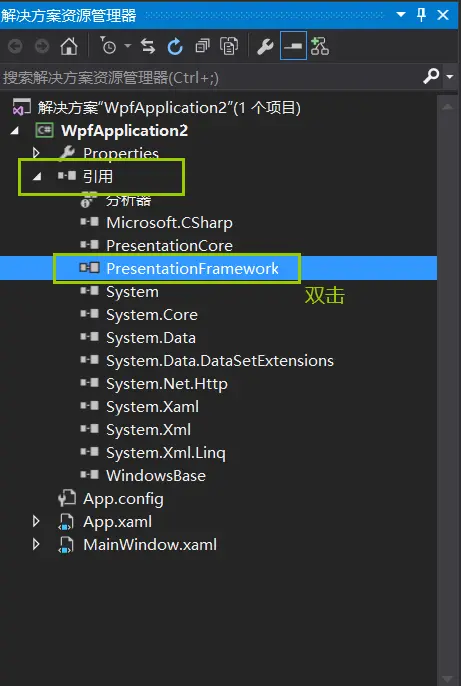 解决方案资源管理器
搜索解决方案资源管理器(Ctrl+;)
解决方案“WpfApplication2”(1 个项目)
C# WpfApplication2
Properties
引用
分析器
Microsoft.CSharp
PresentationCore
PresentationFramework
双击
System
System.Core
System.Data
System.Data.DataSetExtensions
System.Net.Http
System.Xaml
System.Xml
System.Xml.Linq
WindowsBase
App.config
App.xaml
MainWindow.xaml